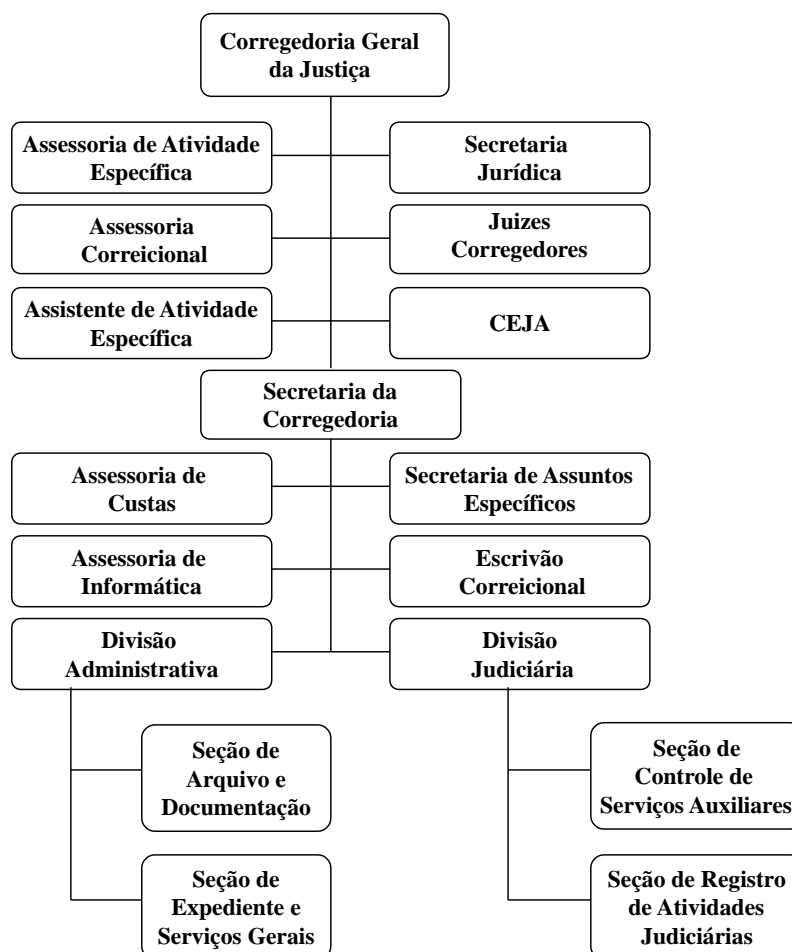 Corregedoria Geral
da Justiça
Assessoria de Atividade
Específica
Secretaria
Jurídica
Assessoria
Correicional
Juizes
Corregedores
Assistente de Atividade
Específica
CEJA
Secretaria da
Corregedoria
Assessoria de
Custas
Secretaria de Assuntos
Específicos
Assessoria de
Informática
Escrivão
Correicional
Divisão
Administrativa
Divisão
Judiciária
Seção de
Arquivo e
Documentação
Seção de
Controle de
Serviços Auxiliares
Seção de
Expediente e
Serviços Gerais
Seção de Registro
de Atividades
Judiciárias